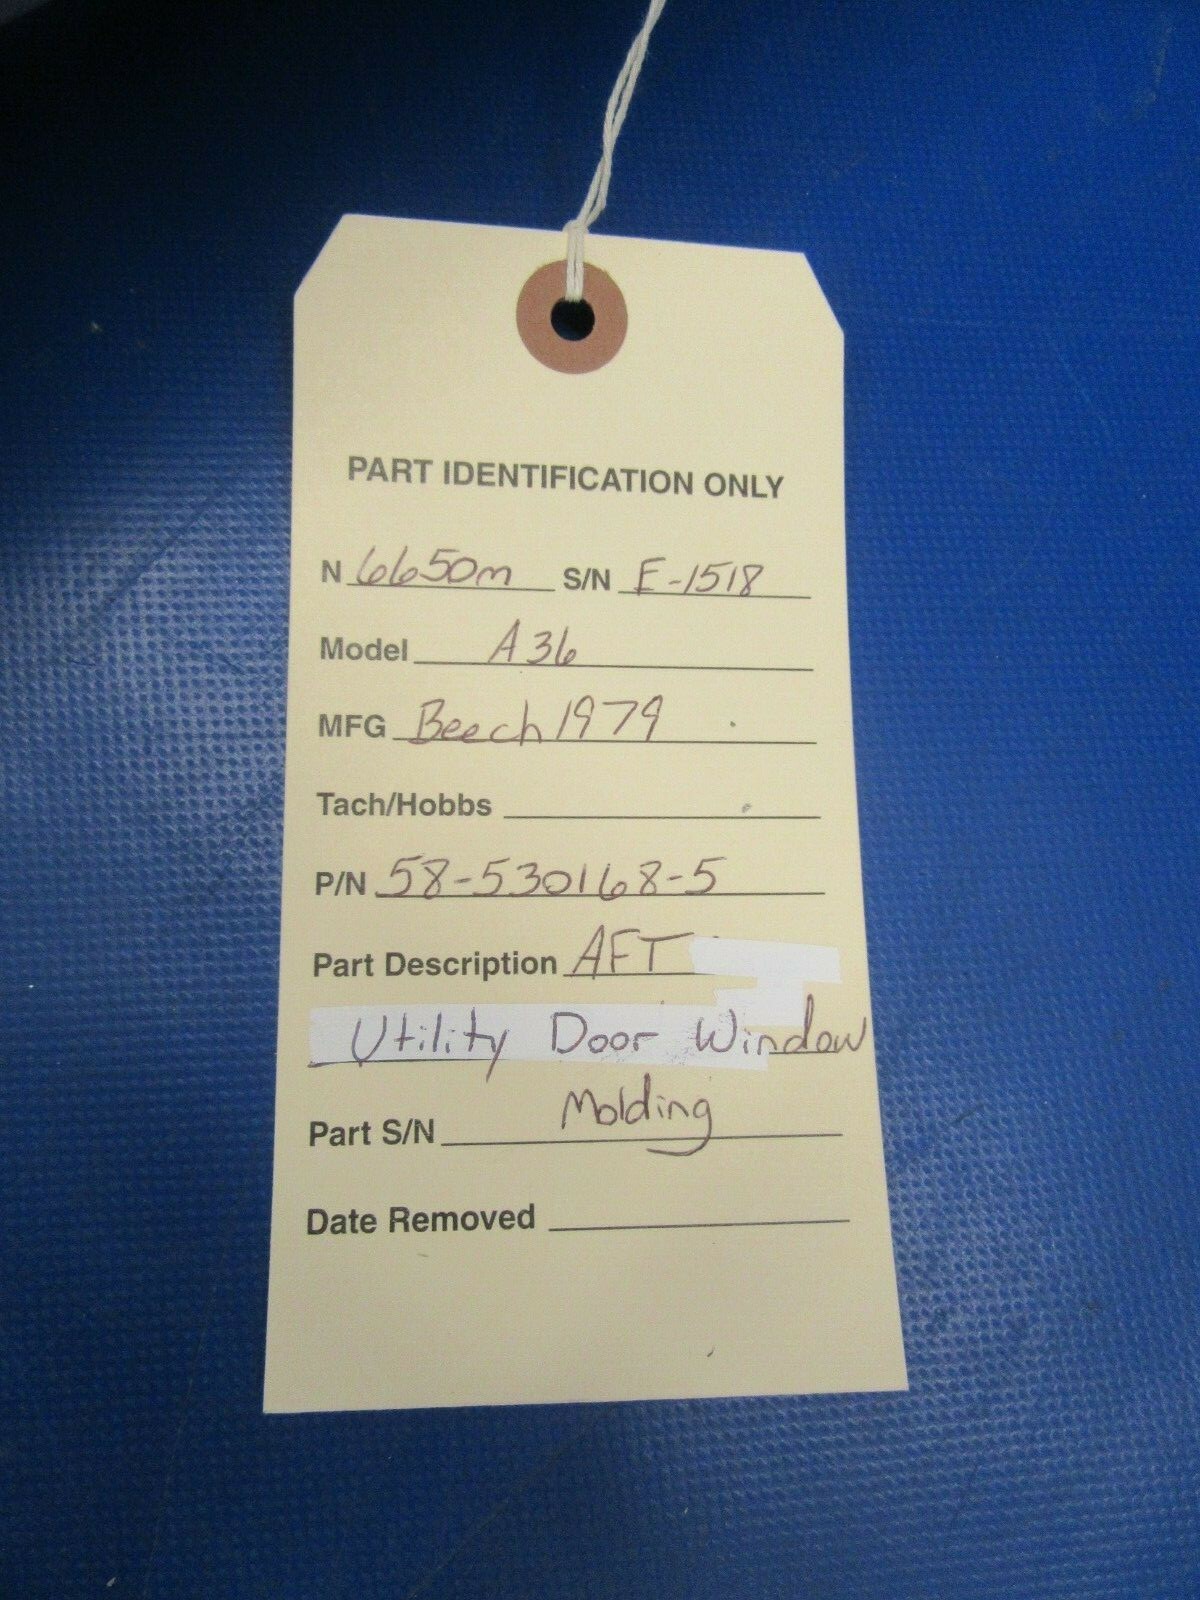 PART IDENTIFICATION ONLY
N 6650m S/N E-1518
Model A36
MFG Beech 1979
Tach/Hobbs
P/N 58-530168-5
Part Description AFT
Utility Door Window
Molding
Part S/N
Date Removed